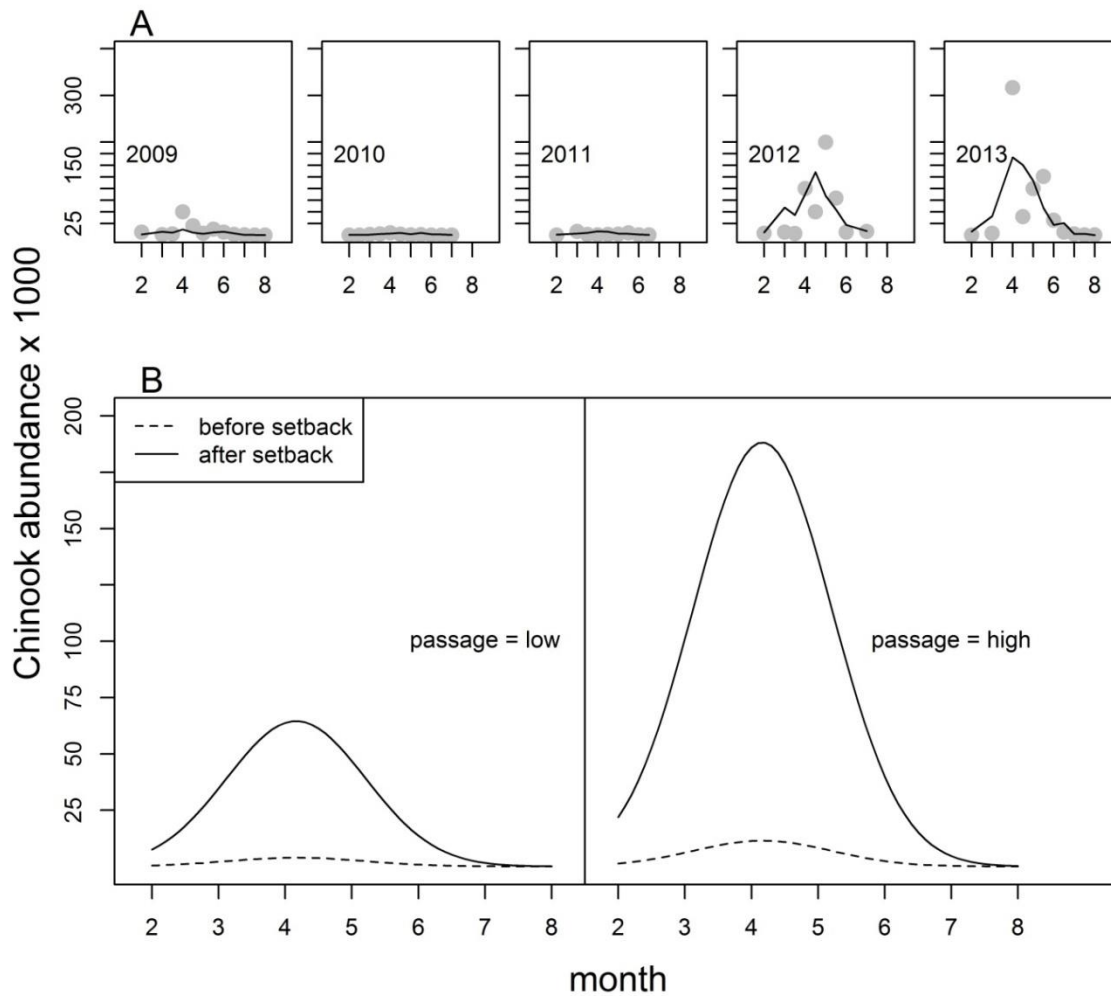 A
300
150
25
2009
2010
2011
2012
2013
2 4 6 8
2 4 6 8
2 4 6 8
2 4 6 8
2 4 6 8
Chinook abundance x 1000
B
before setback
after setback
200
150
100
75
50
25
passage = low
passage = high
2 3 4 5 6 7 8
2 3 4 5 6 7 8
month